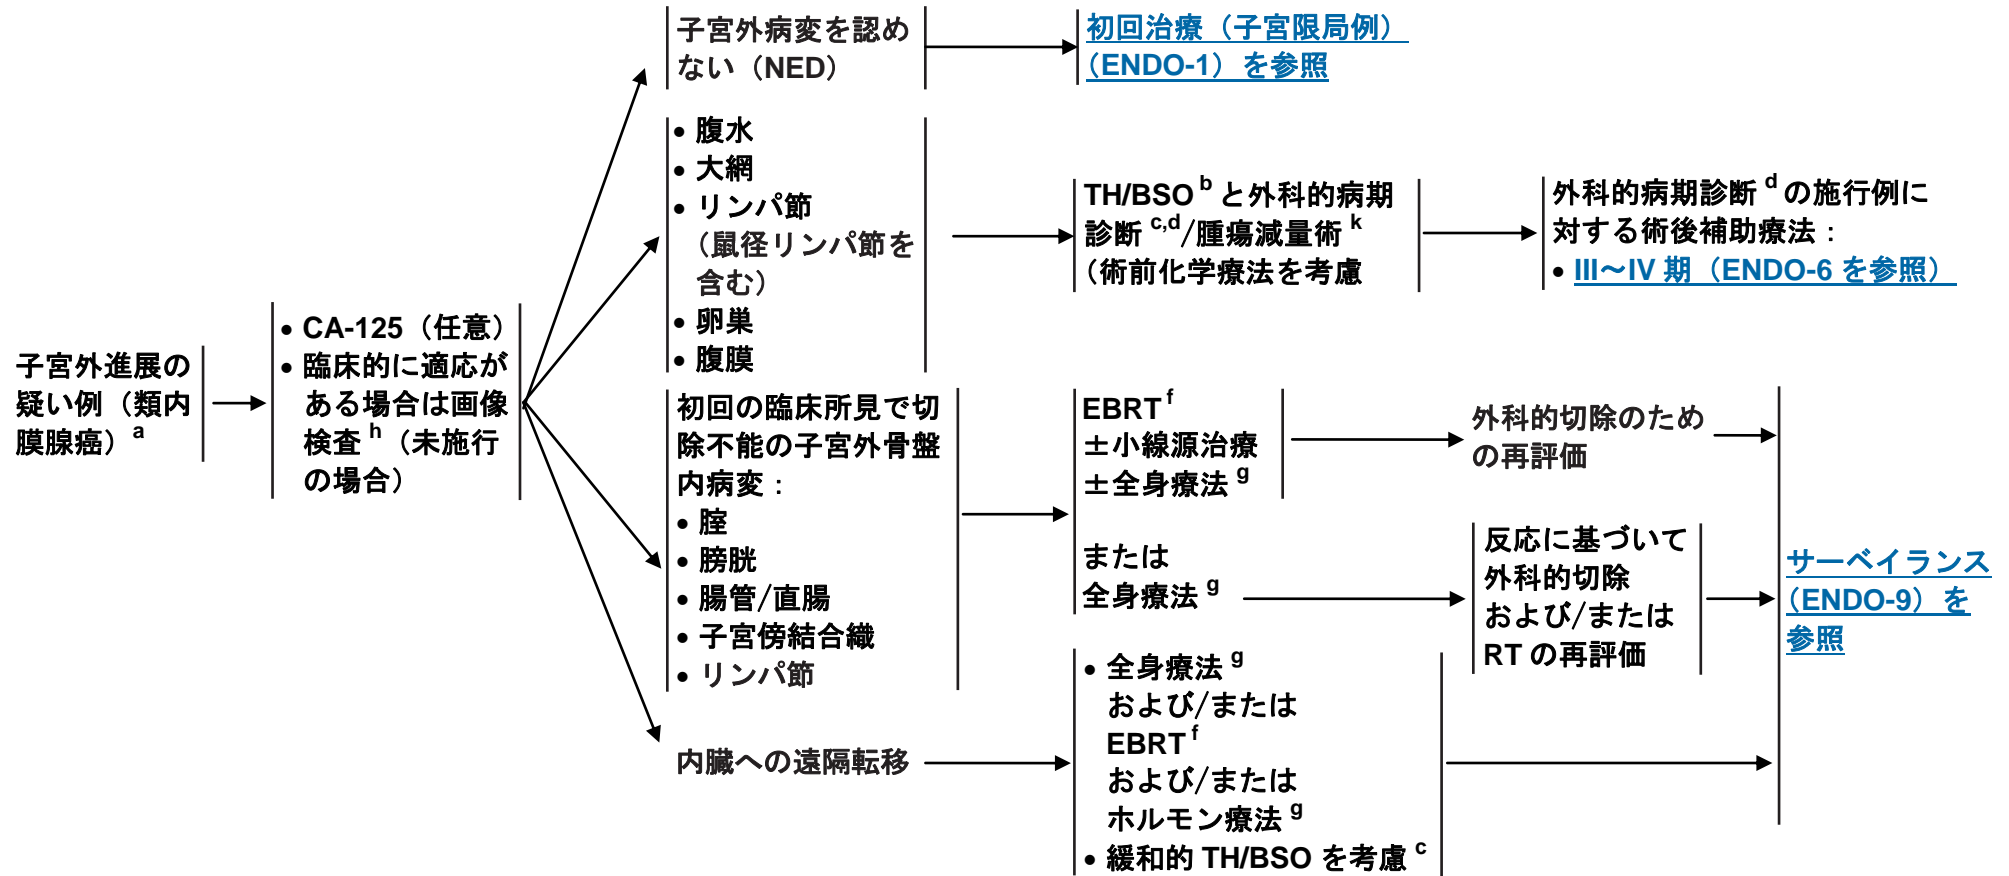 子宮外進展の
疑い例（類内
膜腺癌）a
• CA-125（任意）
• 臨床的に適応が
ある場合は画像
検査 h（未施行
の場合）
子宮外病変を認め
ない（NED）
初回治療（子宮限局例）
（ENDO-1）を参照
• 腹水
• 大網
• リンパ節
（鼠径リンパ節を
含む）
• 卵巣
• 腹膜
TH/BSO b と外科的病期
診断 c,d/腫瘍減量術 k
（術前化学療法を考慮
外科的病期診断 d の施行例に
対する術後補助療法：
• III～IV 期（ENDO-6 を参照）
初回の臨床所見で切
除不能の子宮外骨盤
内病変：
• 腟
• 膀胱
• 腸管/直腸
• 子宮傍結合織
• リンパ節
EBRT f
±小線源治療
±全身療法 g
または
全身療法 g
外科的切除のため
の再評価
反応に基づいて
外科的切除
および/または
RT の再評価
内臓への遠隔転移
• 全身療法 g
および/または
EBRT f
および/または
ホルモン療法 g
• 緩和的 TH/BSO を考慮 c
サーベイランス
（ENDO-9）を
参照